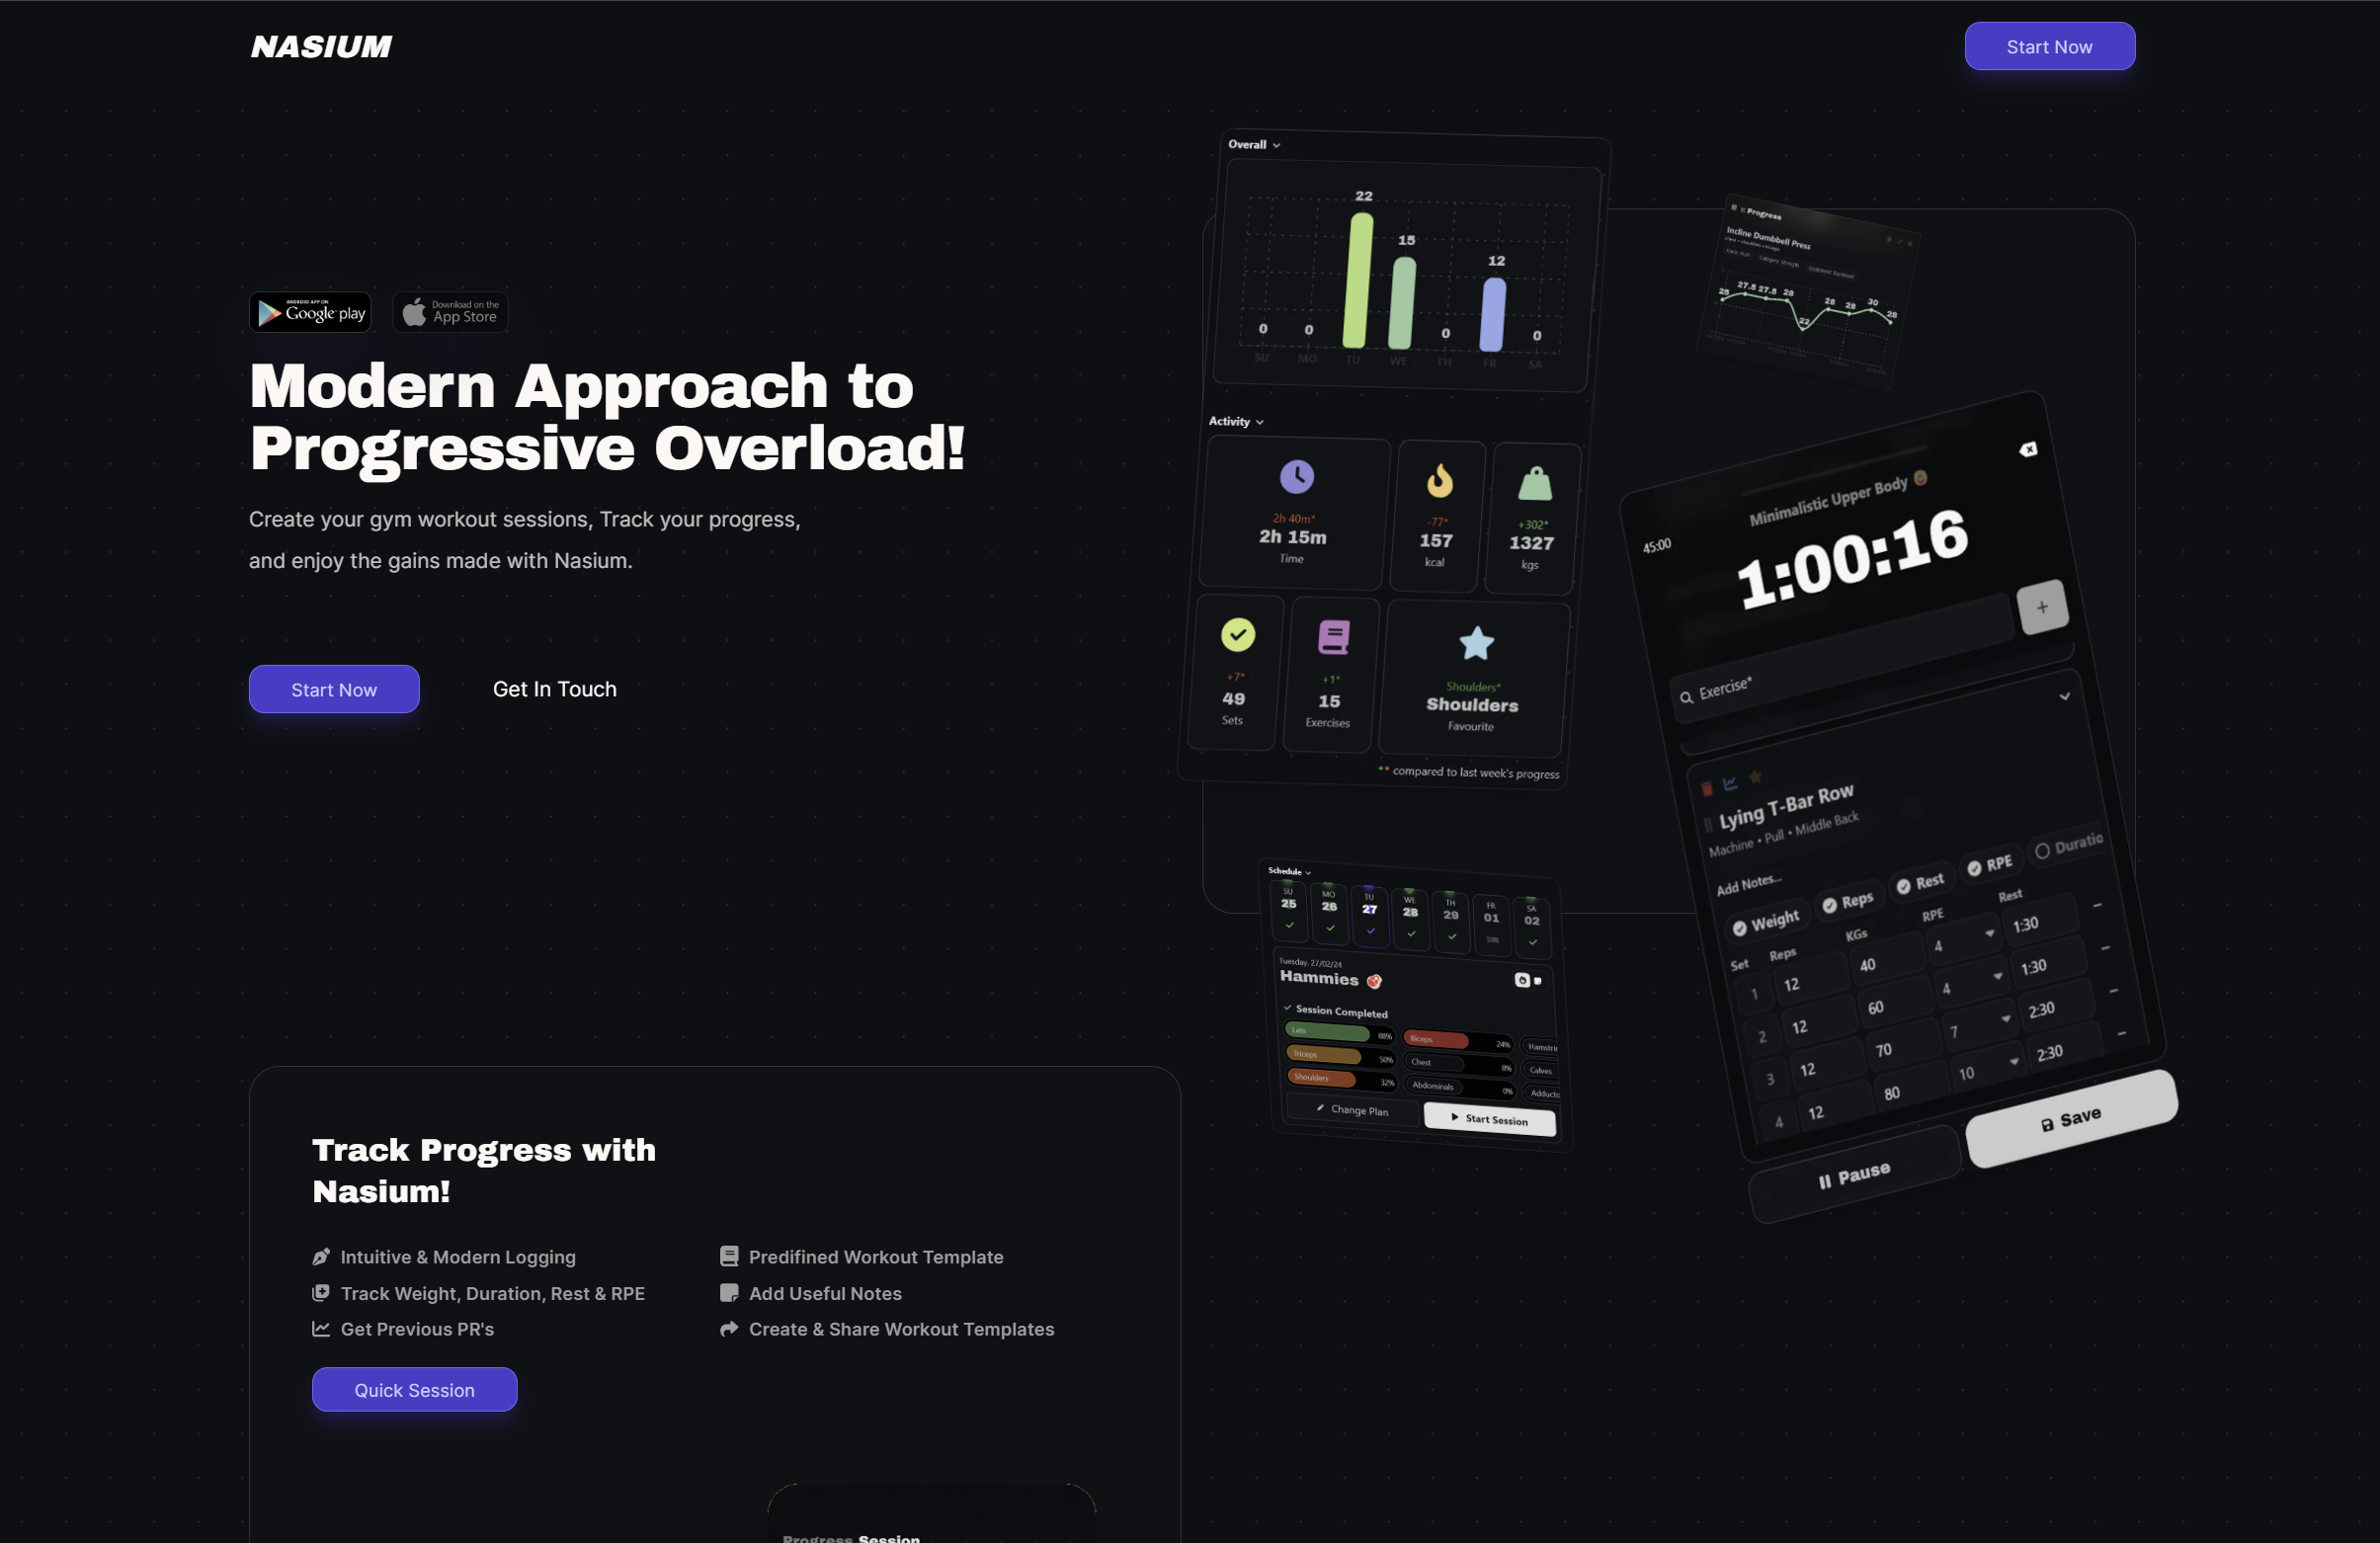 NASIUM
Start Now
ANDROID APP ON
Google play
Download on the
App Store
Modern Approach to
Progressive Overload!
Create your gym workout sessions, Track your progress,
and enjoy the gains made with Nasium.
Start Now
Get In Touch
Overall
22
15
12
0 0 0 0
SU MO TU WE TH FR SA
Activity
2h 40m*
2h 15m
Time
-77*
157
kcal
+302*
1327
kgs
+7*
49
Sets
+1*
15
Exercises
Shoulders*
Shoulders
Favourite
** compared to last week's progress
Progress
Incline Dumbbell Press
25 27.5 27.5 28 22 28 28 30 28
Minimalistic Upper Body
45:00
1:00:16
+
Exercise*
Lying T-Bar Row
Machine • Pull • Middle Back
Add Notes...
Weight Reps Rest RPE Duratio
Set Reps KGs RPE Rest
1 12 40 4 1:30 –
2 12 60 4 1:30 –
3 12 70 7 2:30 –
4 12 80 10 2:30 –
Pause
Save
Schedule
SU MO TU WE TH FR SA
25 26 27 28 29 01 02
Tuesday, 27/02/24
Hammies
Session Completed
Lats 88% Biceps 24% Hamstrin
Triceps 50% Chest 8% Calves
Shoulders 32% Abdominals 0% Adducto
Change Plan
Start Session
Track Progress with
Nasium!
Intuitive & Modern Logging
Track Weight, Duration, Rest & RPE
Get Previous PR's
Predifined Workout Template
Add Useful Notes
Create & Share Workout Templates
Quick Session
Progress Session